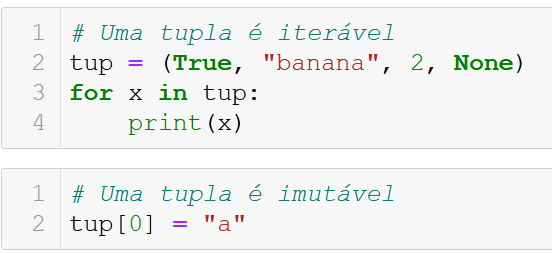 1 # Uma tupla é iterável
2 tup = (True, "banana", 2, None)
3 for x in tup:
4     print(x)
1 # Uma tupla é imutável
2 tup[0] = "a"